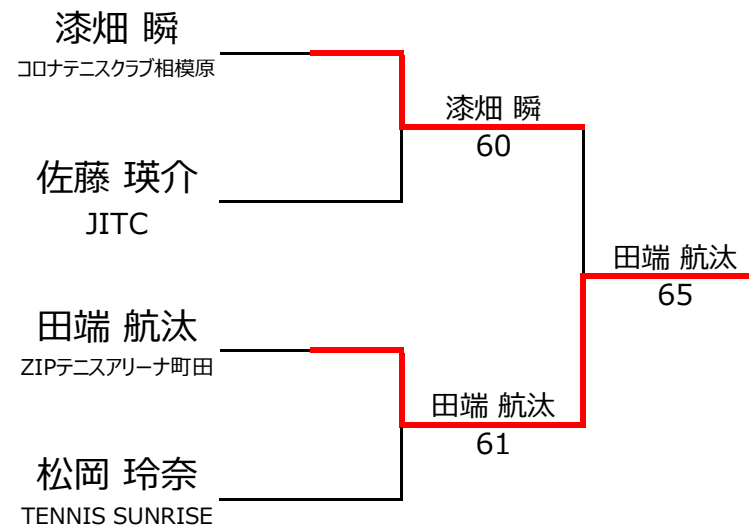 漆畑 瞬
コロナテニスクラブ相模原
漆畑 瞬
60
佐藤 瑛介
JITC
田端 航汰
65
田端 航汰
ZIPテニスアリーナ町田
田端 航汰
61
松岡 玲奈
TENNIS SUNRISE